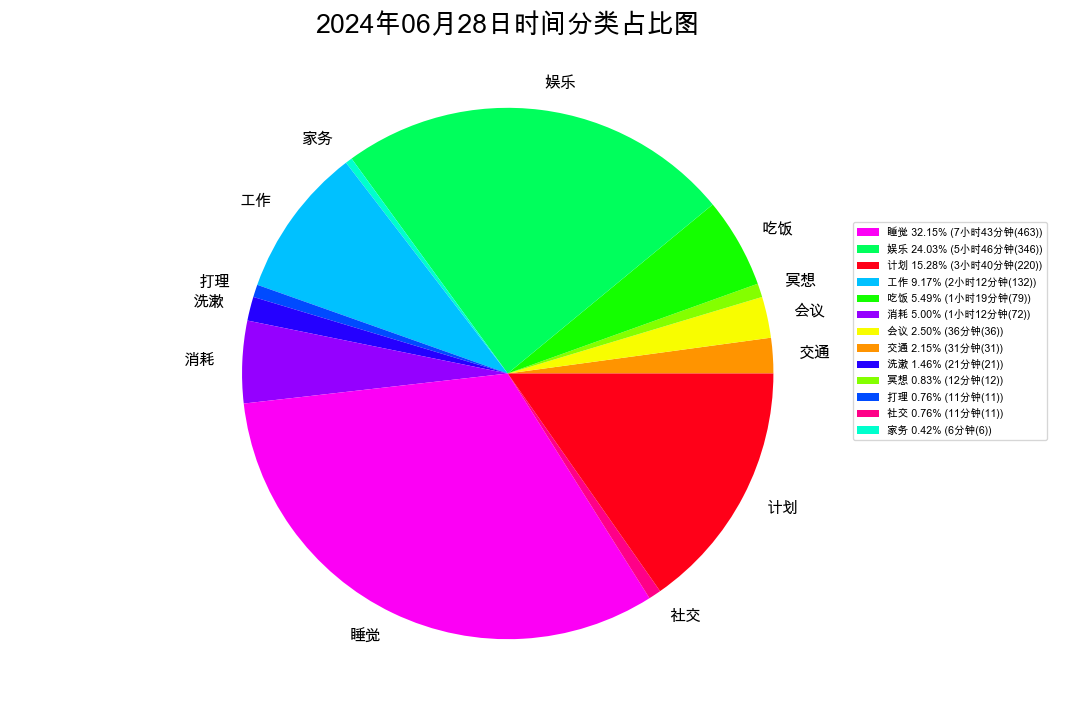 2024年06月28日时间分类占比图
娱乐
家务
工作
吃饭
打理
冥想
洗漱
会议
消耗
交通
计划
社交
睡觉
睡觉 32.15% (7小时43分钟(463))
娱乐 24.03% (5小时46分钟(346))
计划 15.28% (3小时40分钟(220))
工作 9.17% (2小时12分钟(132))
吃饭 5.49% (1小时19分钟(79))
消耗 5.00% (1小时12分钟(72))
会议 2.50% (36分钟(36))
交通 2.15% (31分钟(31))
洗漱 1.46% (21分钟(21))
冥想 0.83% (12分钟(12))
打理 0.76% (11分钟(11))
社交 0.76% (11分钟(11))
家务 0.42% (6分钟(6))